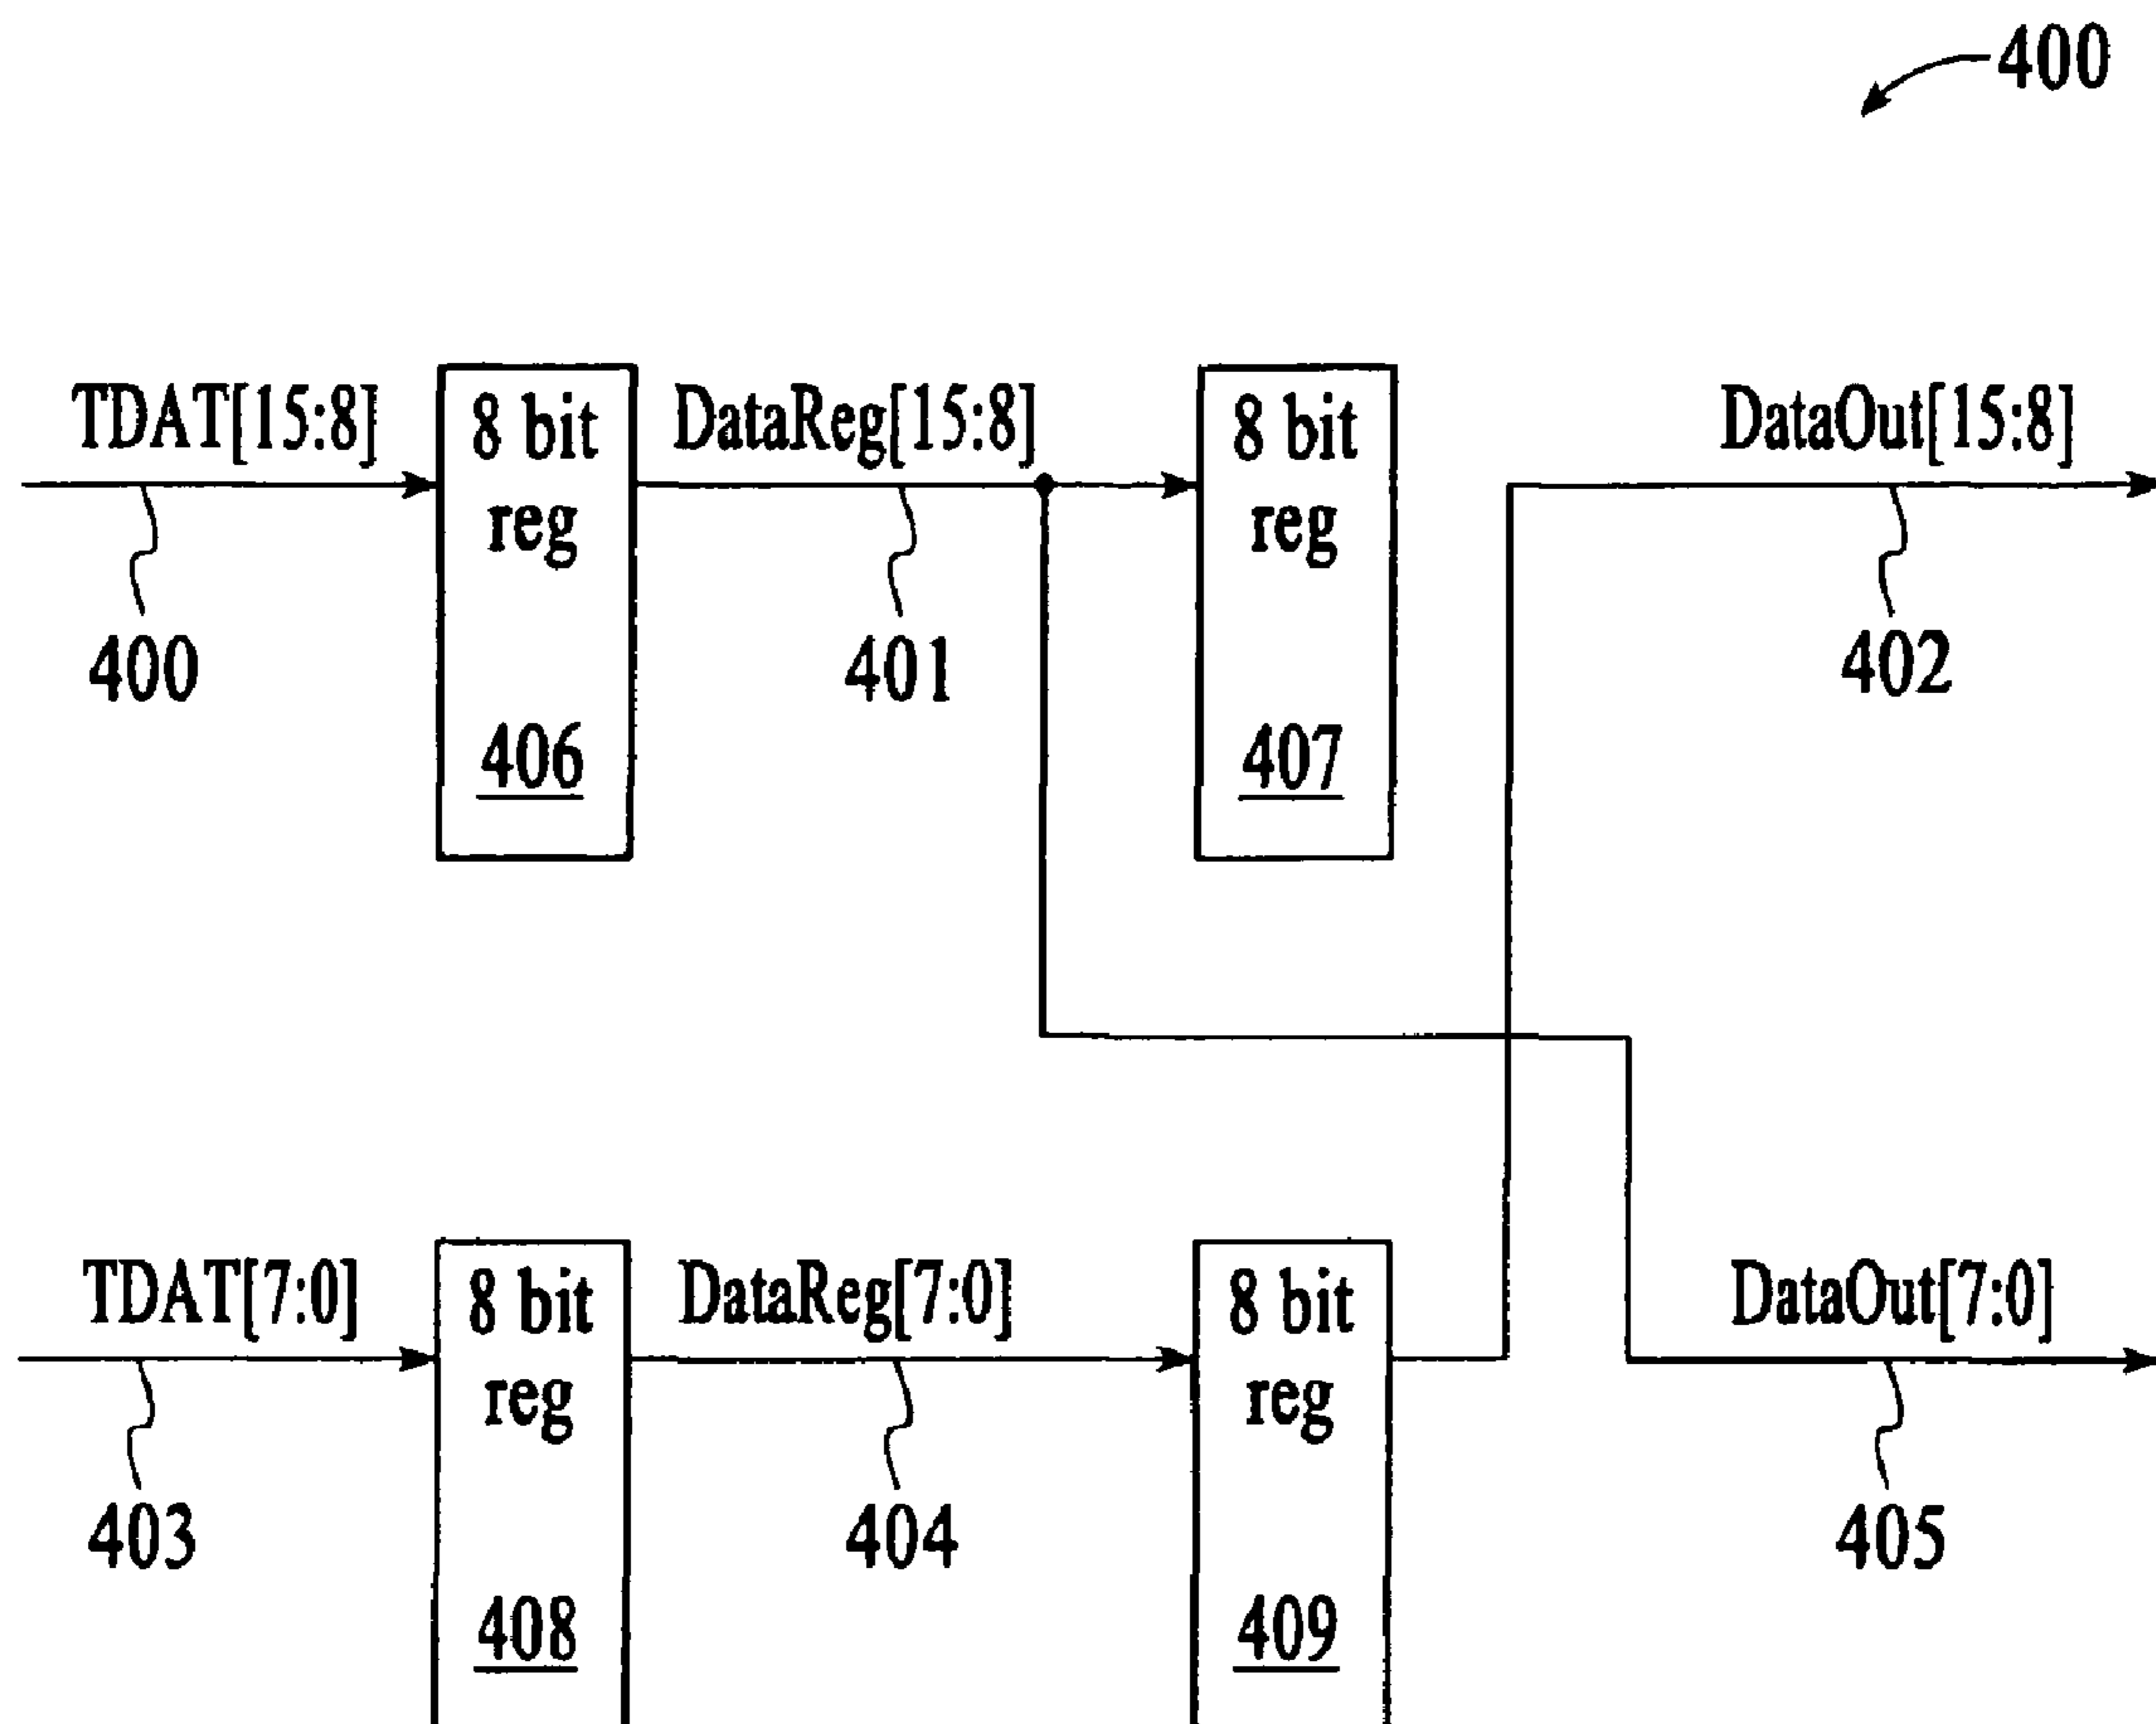 400
TDAT[15:8]
8 bit
reg
406
DataReg[15:8]
8 bit
reg
407
DataOut[15:8]
400
401
402
TDAT[7:0]
8 bit
reg
408
DataReg[7:0]
8 bit
reg
409
DataOut[7:0]
403
404
405